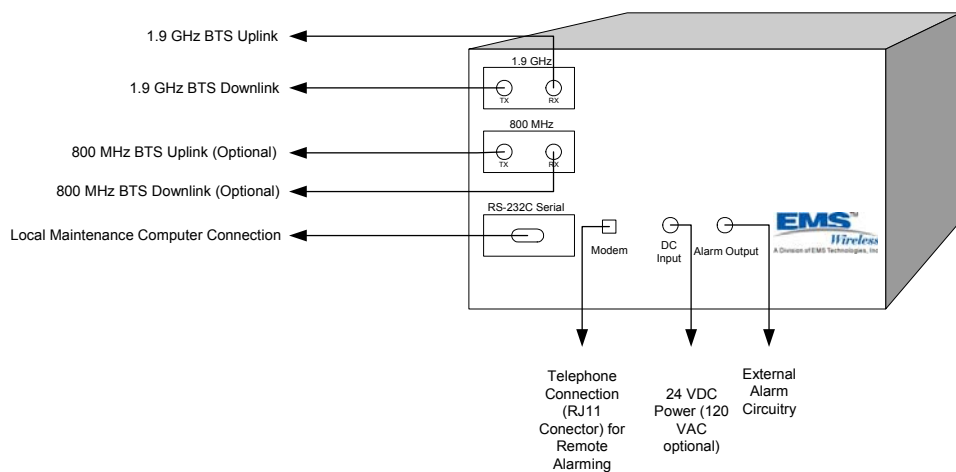 1.9 GHz BTS Uplink
1.9 GHz BTS Downlink
800 MHz BTS Uplink (Optional)
800 MHz BTS Downlink (Optional)
Local Maintenance Computer Connection
1.9 GHz
TX RX
800 MHz
TX RX
RS-232C Serial
Modem
DC
Input
Alarm Output
EMS™
Wireless
A Division of EMS Technologies, Inc
Telephone
Connection
(RJ11
Conector) for
Remote
Alarming
24 VDC
Power (120
VAC
optional)
External
Alarm
Circuitry